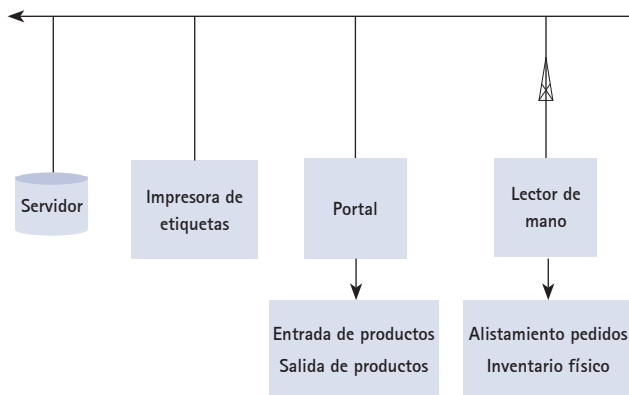 Servidor
Impresora de
etiquetas
Portal
Lector de
mano
Entrada de productos
Salida de productos
Alistamiento pedidos
Inventario físico